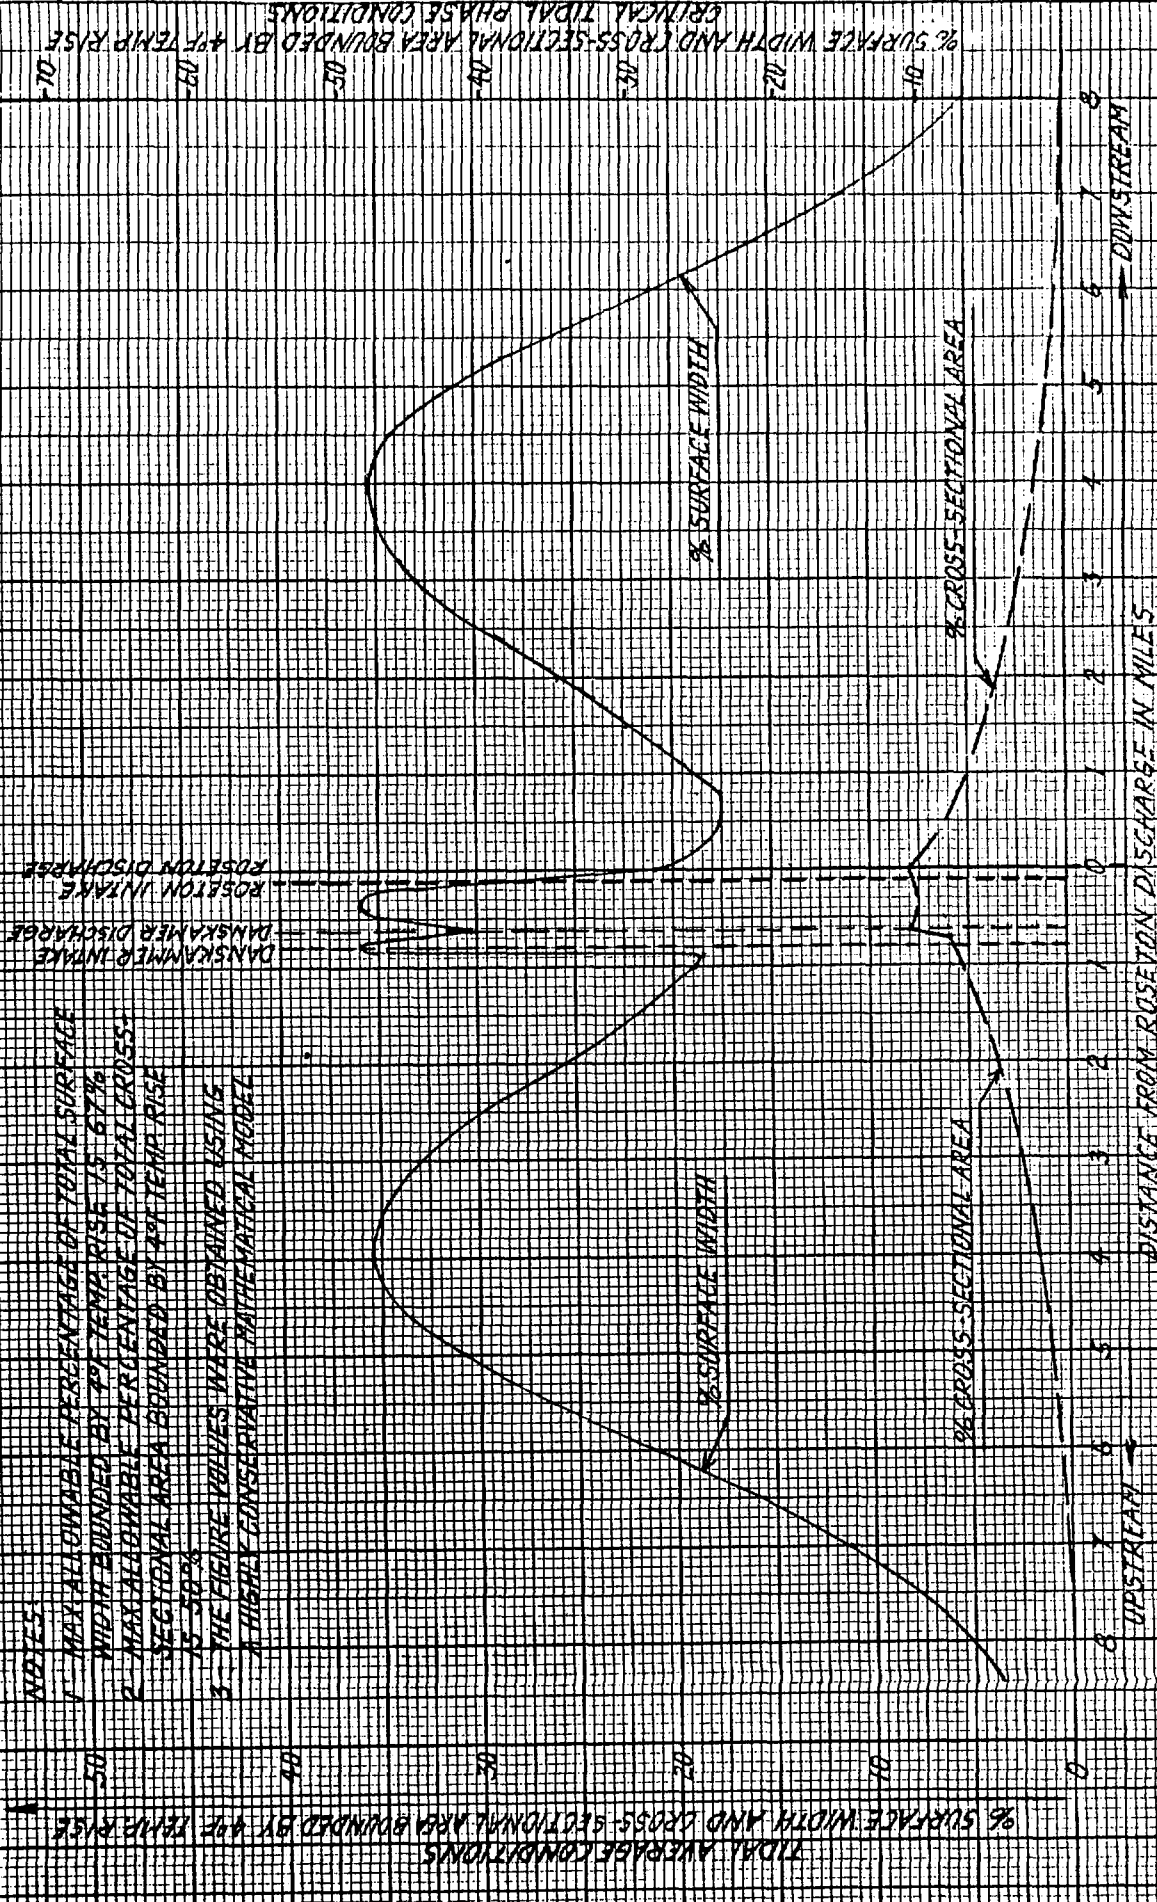 NOTES:
1- MAX. ALLOWABLE PERCENTAGE OF TOTAL SURFACE
WIDTH BOUNDED BY 4°F TEMP. RISE IS 67%
2- MAX. ALLOWABLE PERCENTAGE OF TOTAL CROSS-
SECTIONAL AREA BOUNDED BY 4°F TEMP. RISE
IS 50%
3- THE FIGURE VALUES WERE OBTAINED USING
A HIGHLY CONSERVATIVE MATHEMATICAL MODEL
DANSKAMMER INTAKE
DANSKAMER DISCHARGE
ROSETON INTAKE
ROSETON DISCHARGE
TIDAL AVERAGE CONDITIONS
% SURFACE WIDTH AND CROSS-SECTIONAL AREA BOUNDED BY 4°F TEMP. RISE
50
40
30
20
10
0
% SURFACE WIDTH
% SURFACE WIDTH
% CROSS-SECTIONAL AREA
% CROSS-SECTIONAL AREA
% SURFACE WIDTH AND CROSS-SECTIONAL AREA BOUNDED BY 4°F TEMP RISE
CRITICAL TIDAL PHASE CONDITIONS
-70
-60
-50
-40
-30
-20
-10
8 7 6 5 4 3 2 1 0 1 2 3 4 5 6 7 8
UPSTREAM
DOWSTREAM
DISTANCE FROM ROSETON DISCHARGE IN MILES